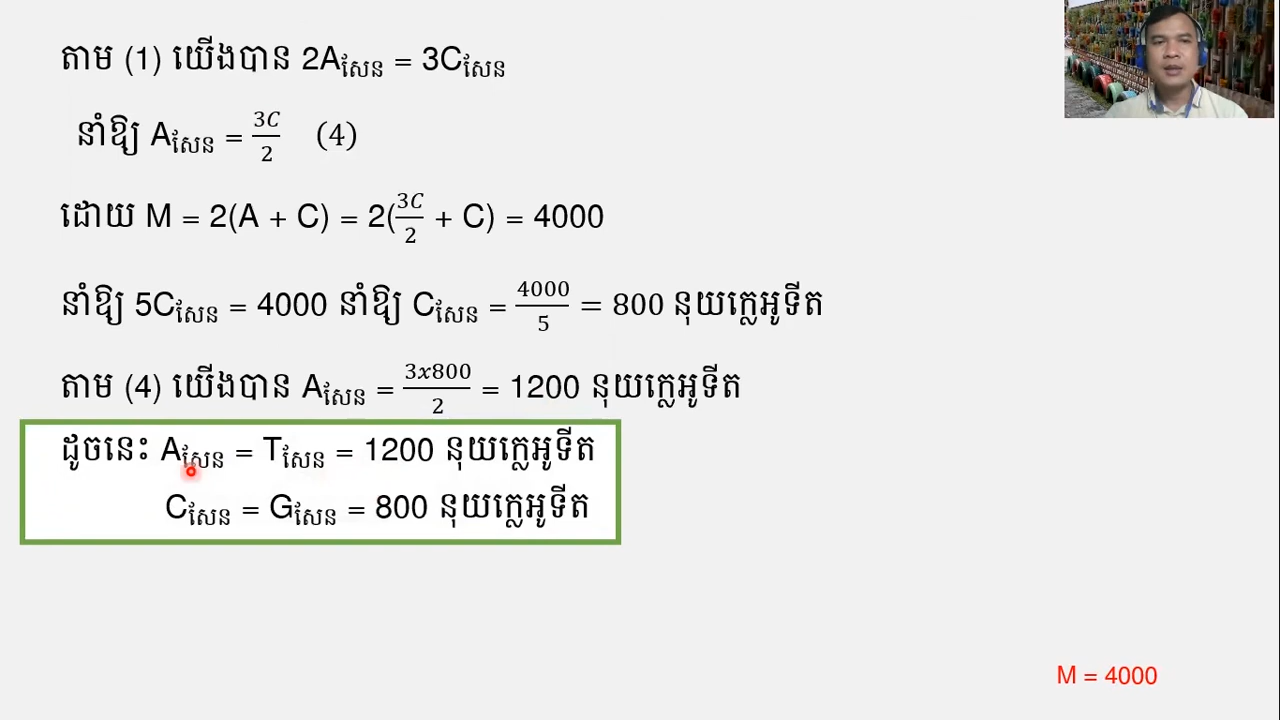 តាម (1) យើងបាន 2Aសែន = 3Cសែន
នាំឱ្យ Aសែន = 3C/2 (4)
ដោយ M = 2(A + C) = 2(3C/2 + C) = 4000
នាំឱ្យ 5Cសែន = 4000 នាំឱ្យ Cសែន = 4000/5 = 800 នុយក្លេអូទីត
តាម (4) យើងបាន Aសែន = 3x800/2 = 1200 នុយក្លេអូទីត
ដូចនេះ Aសែន = Tសែន = 1200 នុយក្លេអូទីត
Cសែន = Gសែន = 800 នុយក្លេអូទីត
M = 4000